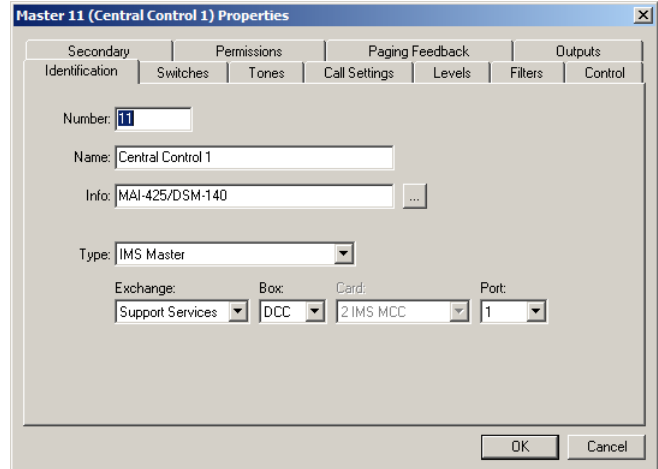 Master 11 (Central Control 1) Properties
Secondary Permissions Paging Feedback Outputs
Identification Switches Tones Call Settings Levels Filters Control
Number: 11
Name: Central Control 1
Info: MAI-425/DSM-140 ...
Type: IMS Master
Exchange: Box: Card: Port:
Support Services DCC 2 IMS MCC 1
OK Cancel